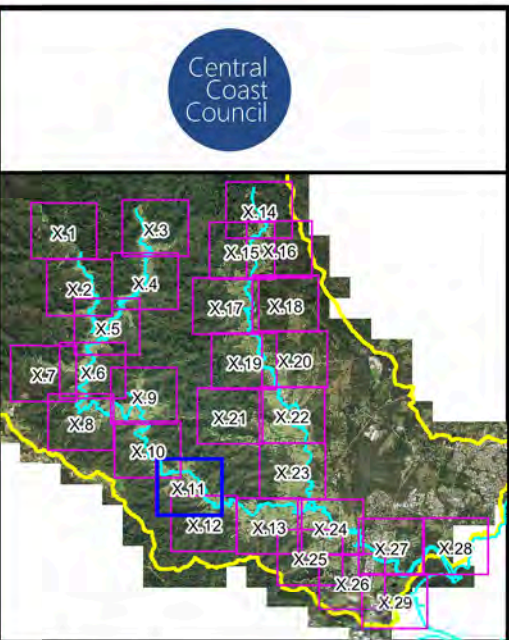 Central
Coast
Council
X.1
X.3
X.14
X.15
X.16
X.2
X.4
X.5
X.17
X.18
X.7
X.6
X.19
X.20
X.9
X.8
X.21
X.22
X.10
X.23
X.11
X.12
X.13
X.24
X.25
X.27
X.28
X.26
X.29